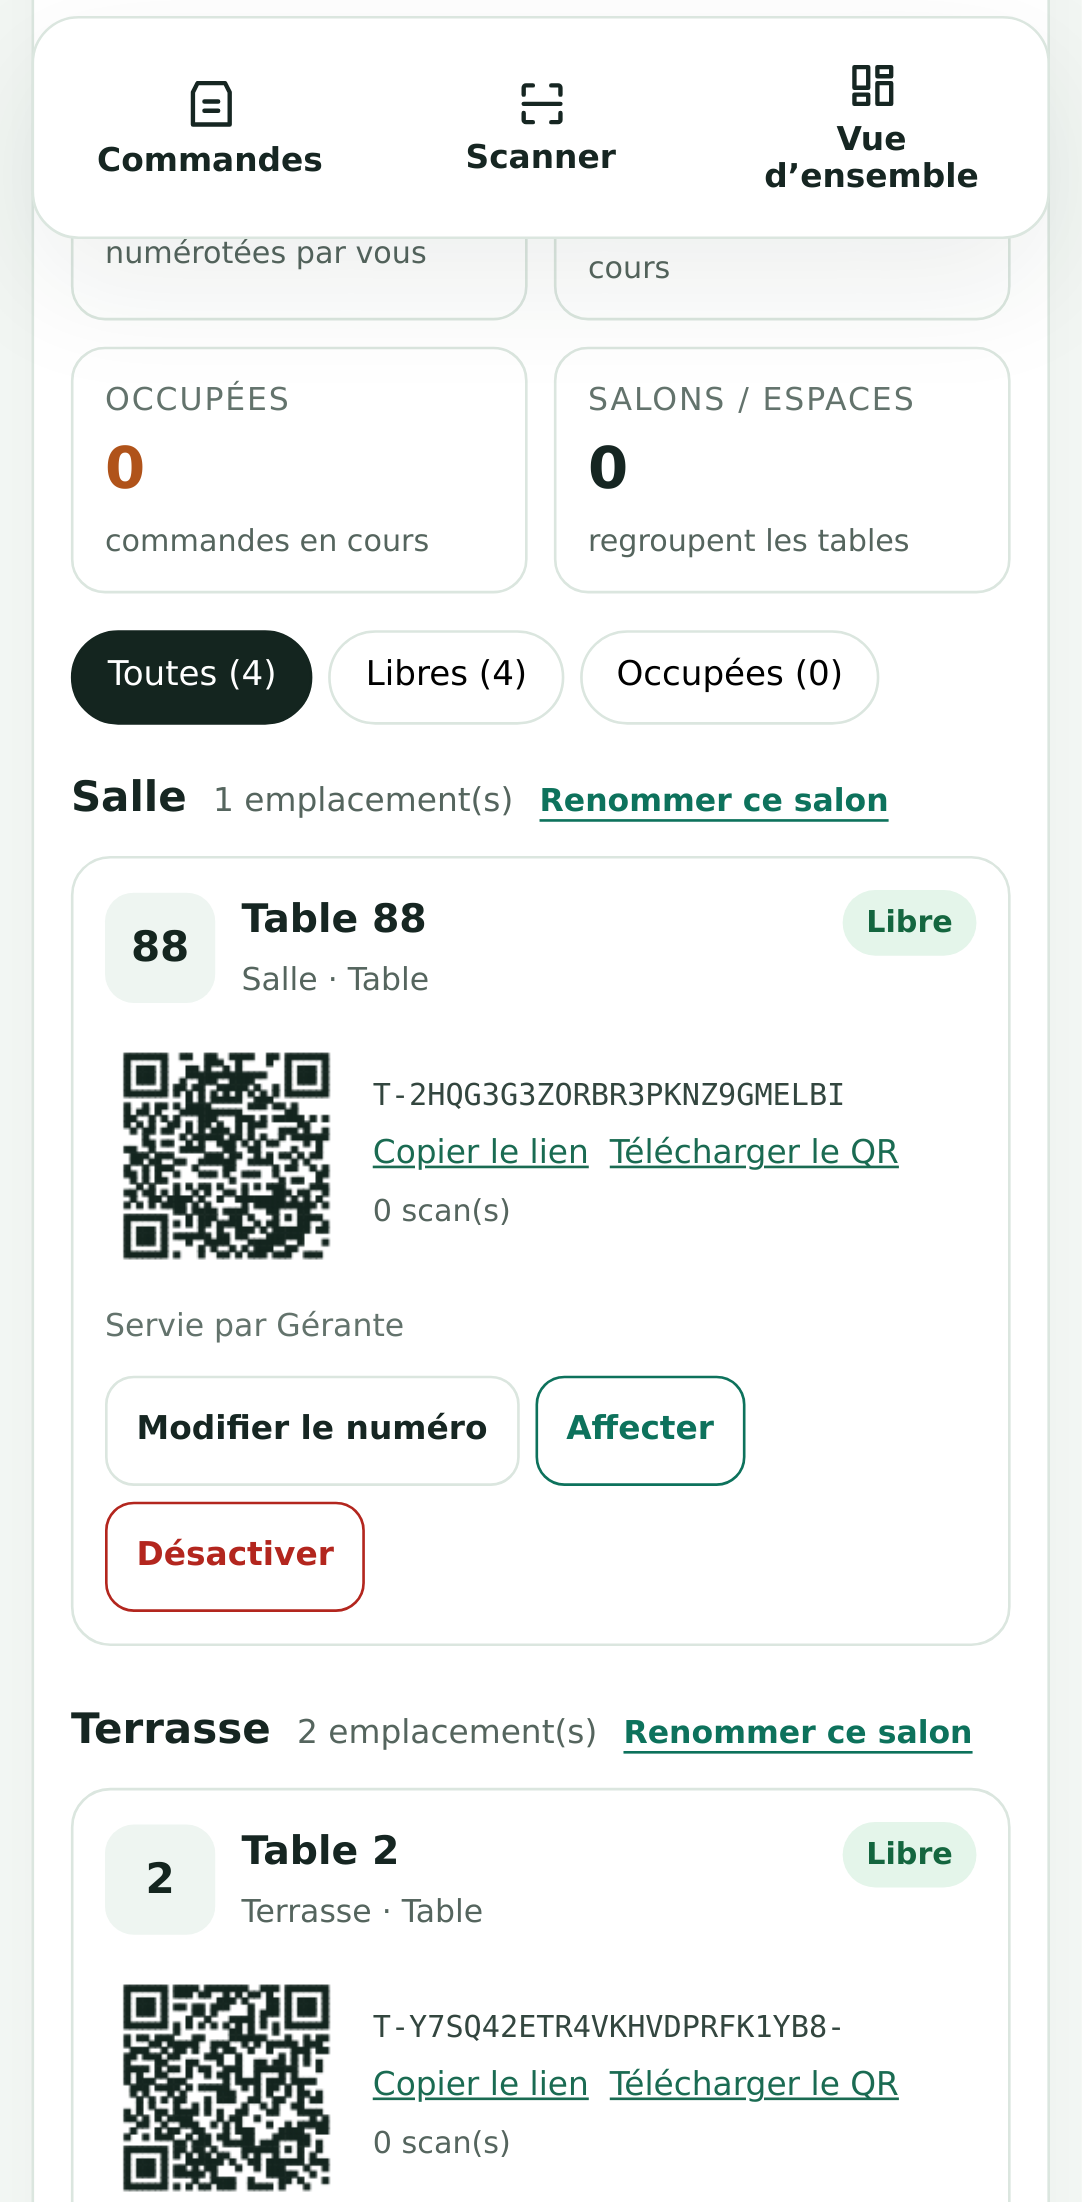 Commandes
Scanner
Vue
d’ensemble
numérotées par vous
cours
OCCUPÉES
0
commandes en cours
SALONS / ESPACES
0
regroupent les tables
Toutes (4)
Libres (4)
Occupées (0)
Salle 1 emplacement(s) Renommer ce salon
88
Table 88
Libre
Salle · Table
T-2HQG3G3ZORBR3PKNZ9GMELBI
Copier le lien Télécharger le QR
0 scan(s)
Servie par Gérante
Modifier le numéro
Affecter
Désactiver
Terrasse 2 emplacement(s) Renommer ce salon
2
Table 2
Libre
Terrasse · Table
T-Y7SQ42ETR4VKHVDPRFK1YB8-
Copier le lien Télécharger le QR
0 scan(s)